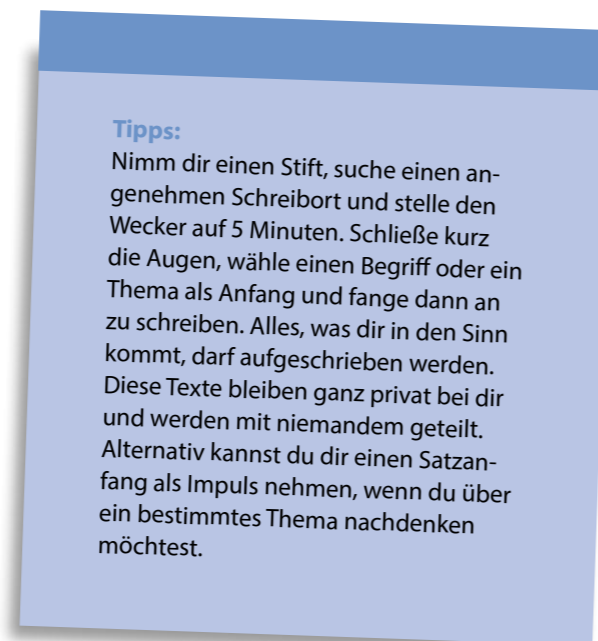 Tipps:
Nimm dir einen Stift, suche einen an-
genehmen Schreibort und stelle den
Wecker auf 5 Minuten. Schließe kurz
die Augen, wähle einen Begriff oder ein
Thema als Anfang und fange dann an
zu schreiben. Alles, was dir in den Sinn
kommt, darf aufgeschrieben werden.
Diese Texte bleiben ganz privat bei dir
und werden mit niemandem geteilt.
Alternativ kannst du dir einen Satzan-
fang als Impuls nehmen, wenn du über
ein bestimmtes Thema nachdenken
möchtest.